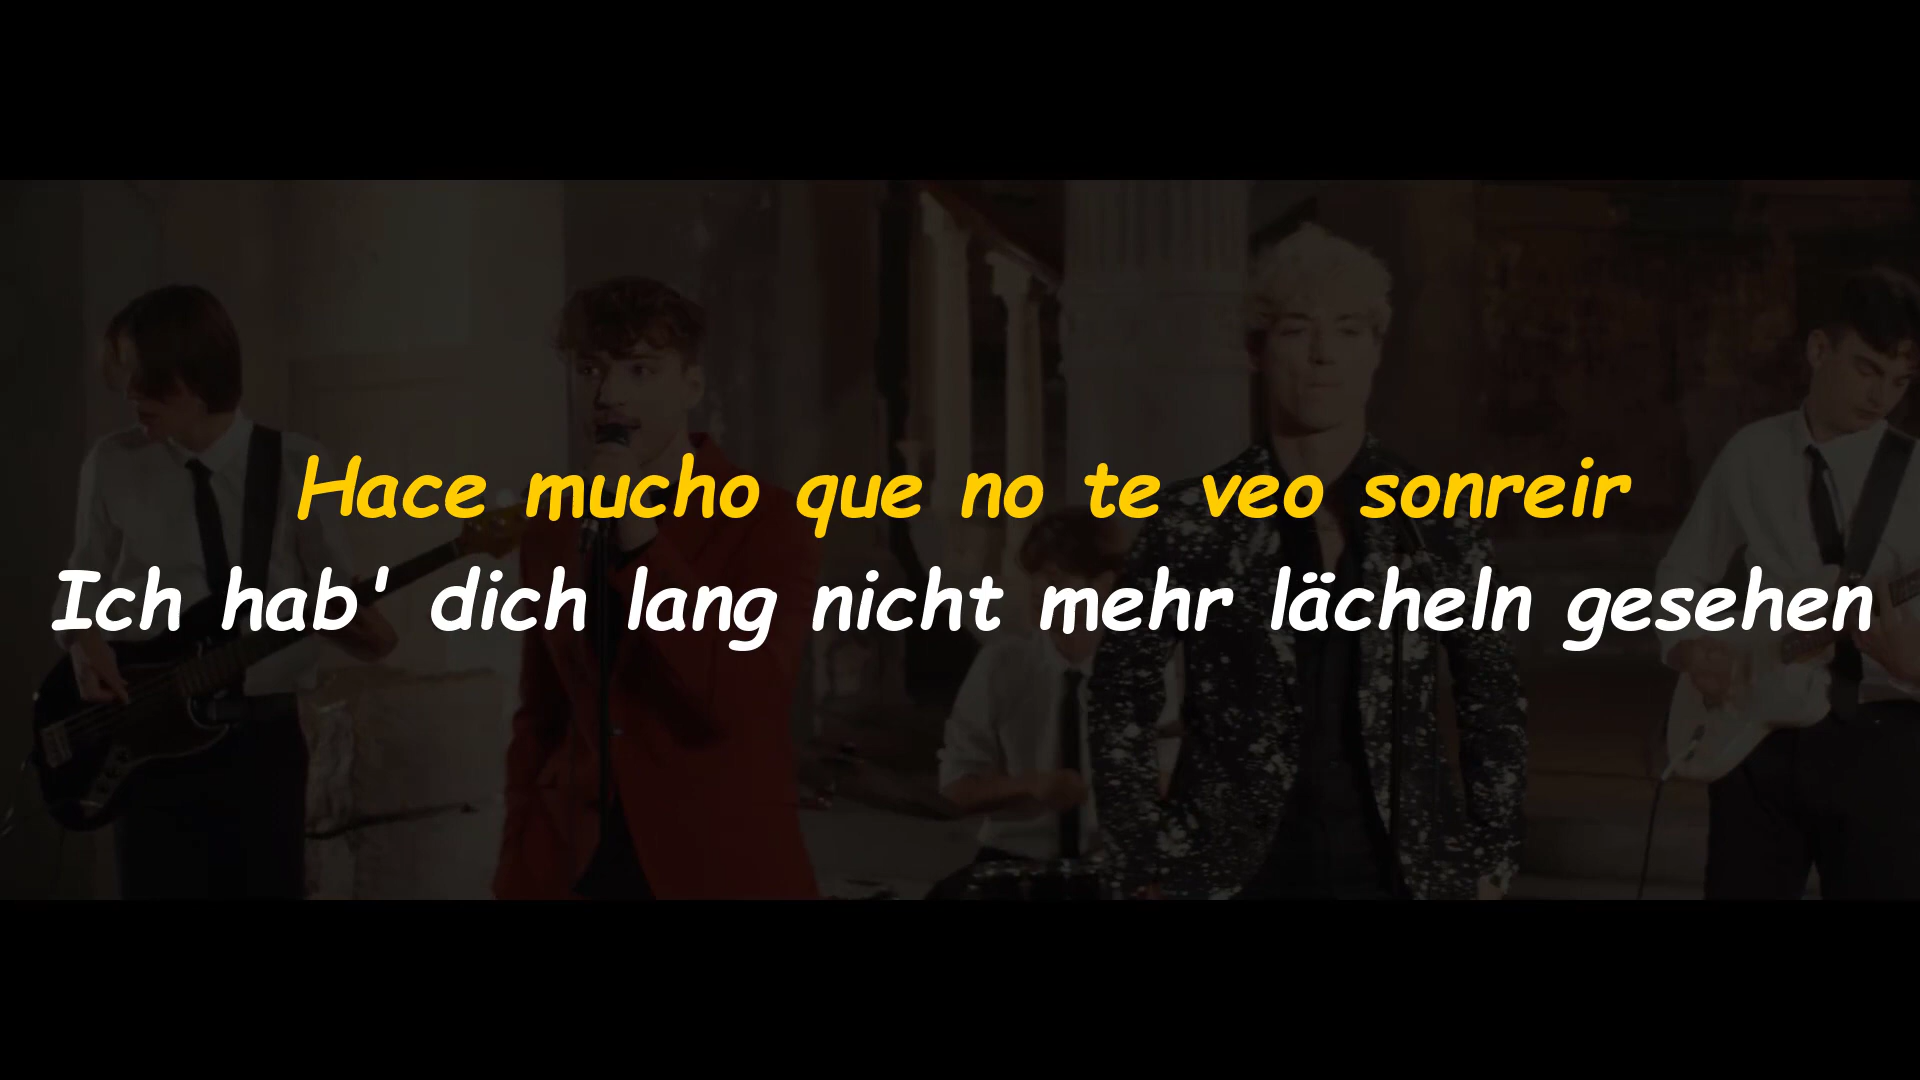 Hace mucho que no te veo sonreir
Ich hab' dich lang nicht mehr lächeln gesehen